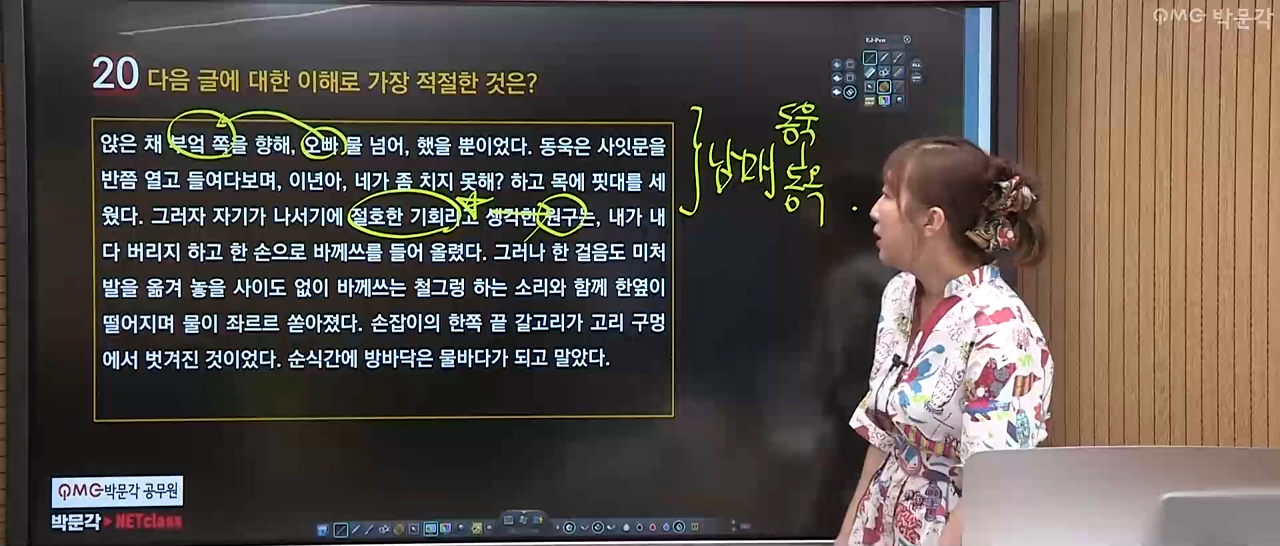 PMG 박문각
20 다음 글에 대한 이해로 가장 적절한 것은?
앉은 채 부엌 쪽을 향해, 오빠 물 넘어, 했을 뿐이었다. 동욱은 사잇문을
반쯤 열고 들여다보며, 이년아, 네가 좀 치지 못해? 하고 목에 핏대를 세
웠다. 그러자 자기가 나서기에 절호한 기회라고 생각한 원구는, 내가 내
다 버리지 하고 한 손으로 바께쓰를 들어 올렸다. 그러나 한 걸음도 미처
발을 옮겨 놓을 사이도 없이 바께쓰는 철그렁 하는 소리와 함께 한옆이
떨어지며 물이 좌르르 쏟아졌다. 손잡이의 한쪽 끝 갈고리가 고리 구멍
에서 벗겨진 것이었다. 순식간에 방바닥은 물바다가 되고 말았다.
남매
동욱
동옥
EJ-Pen
PMG 박문각 공무원
박문각 NETclass